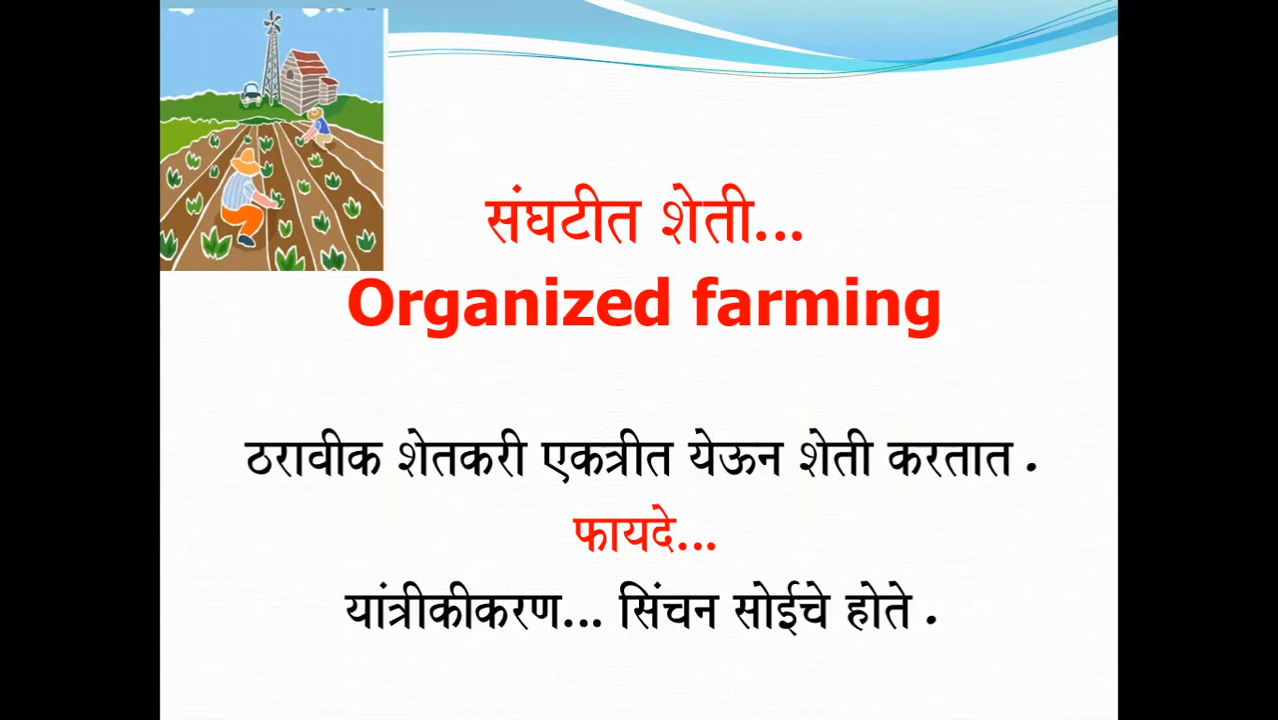 संघटीत शेती...
Organized farming
ठरावीक शेतकरी एकत्रीत येऊन शेती करतात .
फायदे...
यांत्रीकीकरण... सिंचन सोईचे होते .